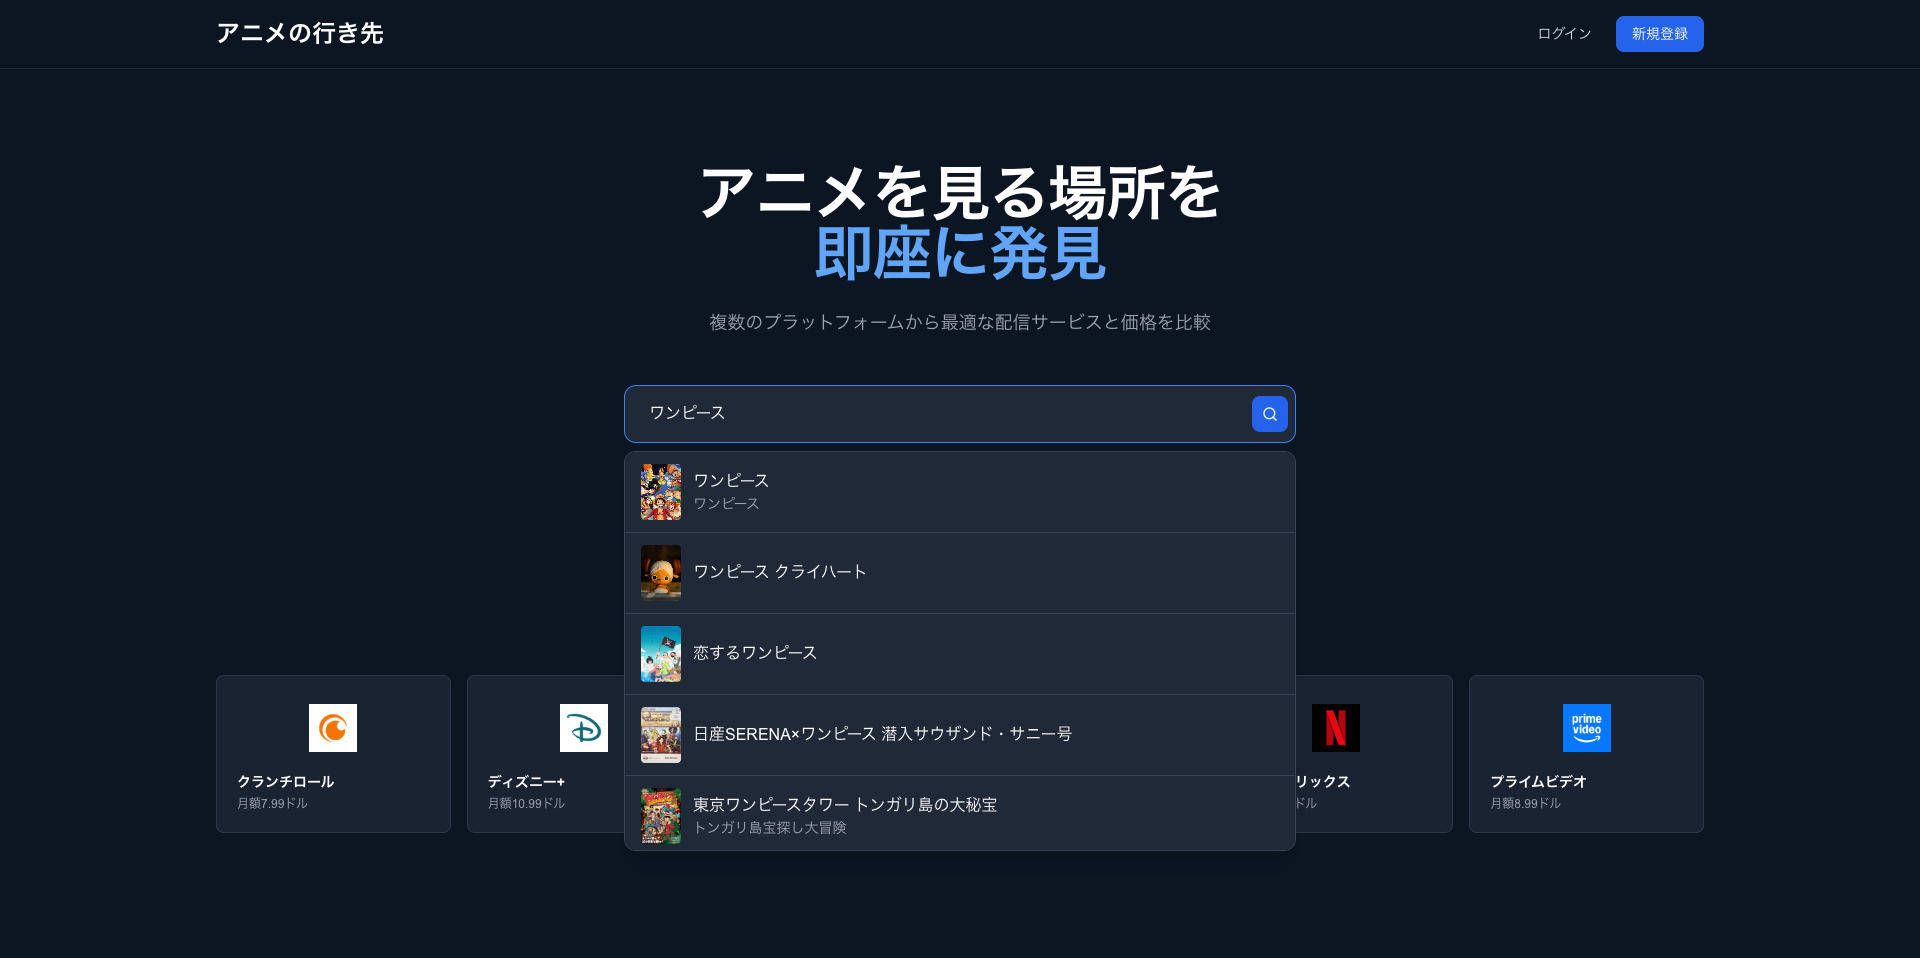 アニメの行き先
ログイン
新規登録
アニメを見る場所を
即座に発見
複数のプラットフォームから最適な配信サービスと価格を比較
ワンピース
ワンピース
ワンピース
ワンピース クライハート
恋するワンピース
日産SERENA×ワンピース 潜入サウザンド・サニー号
東京ワンピースタワー トンガリ島の大秘宝
トンガリ島宝探し大冒険
クランチロール
月額7.99ドル
ディズニー+
月額10.99ドル
N
リックス
ドル
prime
video
プライムビデオ
月額8.99ドル